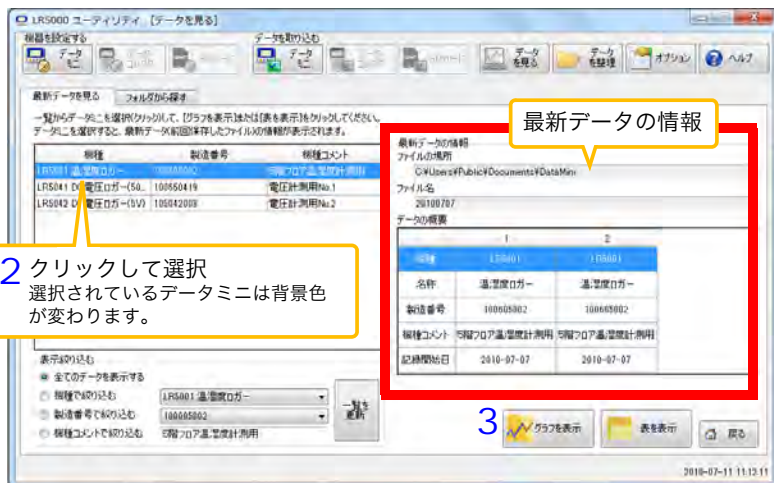 LR5000 ユーティリティ [データを見る]
機器を設定する
データを取り込む
データミニ
データミニ
データを見る
データを整理
オプション
ヘルプ
最新データを見る
フォルダから探す
一覧からデータミニを選択(クリック)して、[グラフを表示]または[表を表示]をクリックしてください。
データミニを選択すると、最新データ(前回保存したファイル)の情報が表示されます。
最新データの情報
機種 製造番号 機種コメント
LR5001 温湿度ロガー 100605002 5階フロア温湿度計測用
LR5041 D 電圧ロガー(50.. 100550419 電圧計測用No.1
LR5042 D 電圧ロガー(5V) 105042003 電圧計測用No.2
2 クリックして選択
選択されているデータミニは背景色
が変わります。
最新データの情報
ファイルの場所
C:¥Users¥Public¥Documents¥DataMini
ファイル名
20100707
データの概要
1 2
機種 LR5001 LR5001
名称 温湿度ロガー 温湿度ロガー
製造番号 100605002 100605002
機種コメント 5階フロア温湿度計測用 5階フロア温湿度計測用
記録開始日 2010-07-07 2010-07-07
表示絞り込む
全てのデータを表示する
機種で絞り込む LR5001 温湿度ロガー
製造番号で絞り込む 100605002
機種コメントで絞り込む 5階フロア温湿度計測用
一覧を更新
3
グラフを表示
表を表示
戻る
2010-07-11 11:13:11